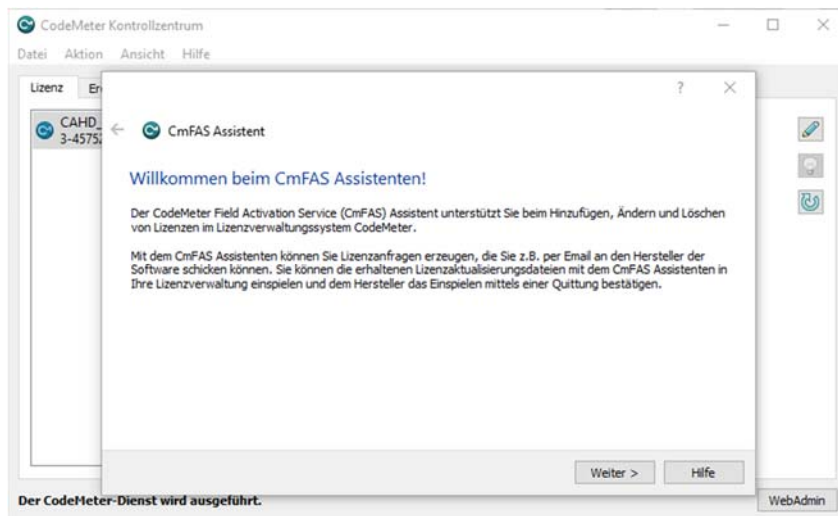 CodeMeter Kontrollzentrum
Datei Aktion Ansicht Hilfe
Lizenz
CAHD_
3-4575
CmFAS Assistent
Willkommen beim CmFAS Assistenten!
Der CodeMeter Field Activation Service (CmFAS) Assistent unterstützt Sie beim Hinzufügen, Ändern und Löschen
von Lizenzen im Lizenzverwaltungssystem CodeMeter.
Mit dem CmFAS Assistenten können Sie Lizenzanfragen erzeugen, die Sie z.B. per Email an den Hersteller der
Software schicken können. Sie können die erhaltenen Lizenzaktualisierungsdateien mit dem CmFAS Assistenten in
Ihre Lizenzverwaltung einspielen und dem Hersteller das Einspielen mittels einer Quittung bestätigen.
Weiter > Hilfe
Der CodeMeter-Dienst wird ausgeführt. WebAdmin